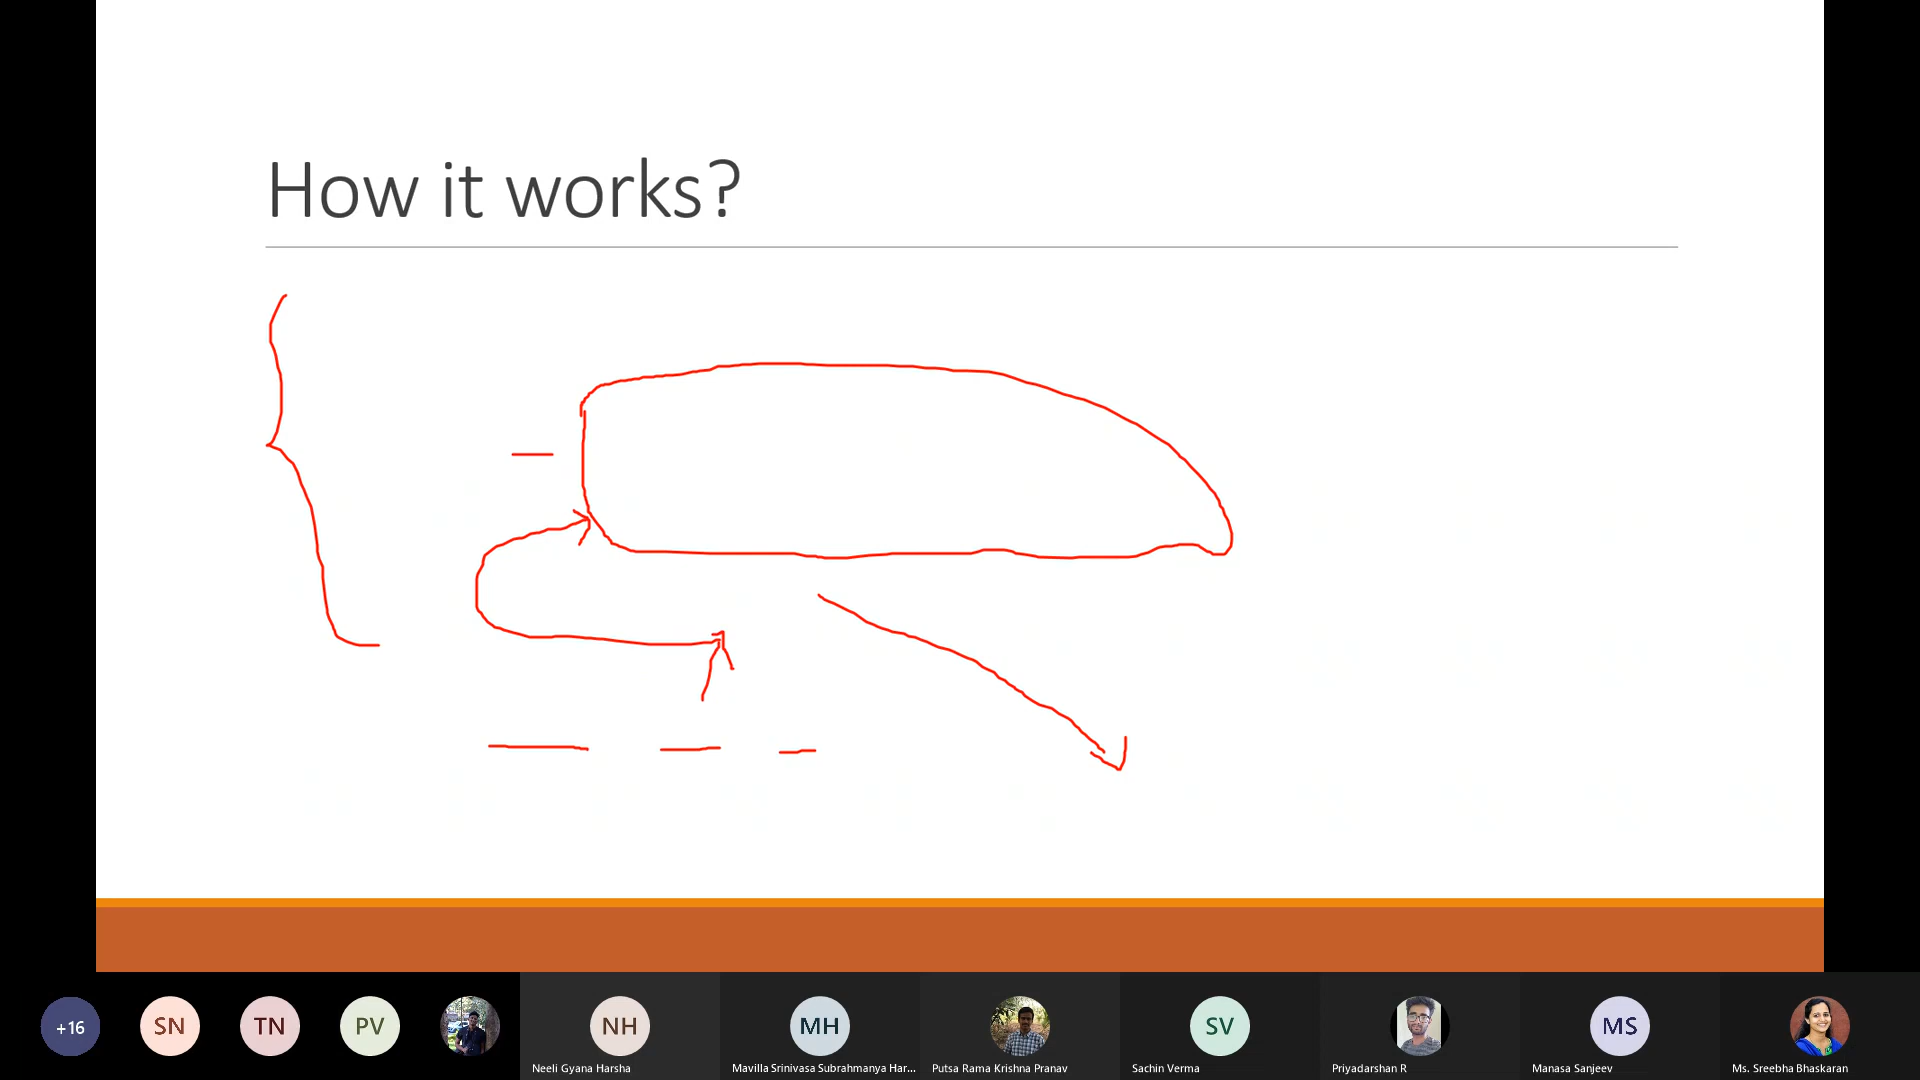 How it works?
+16
SN
TN
PV
NH
MH
SV
MS
Neeli Gyana Harsha
Mavilla Srinivasa Subrahmanya Har...
Putsa Rama Krishna Pranav
Sachin Verma
Priyadarshan R
Manasa Sanjeev
Ms. Sreebha Bhaskaran